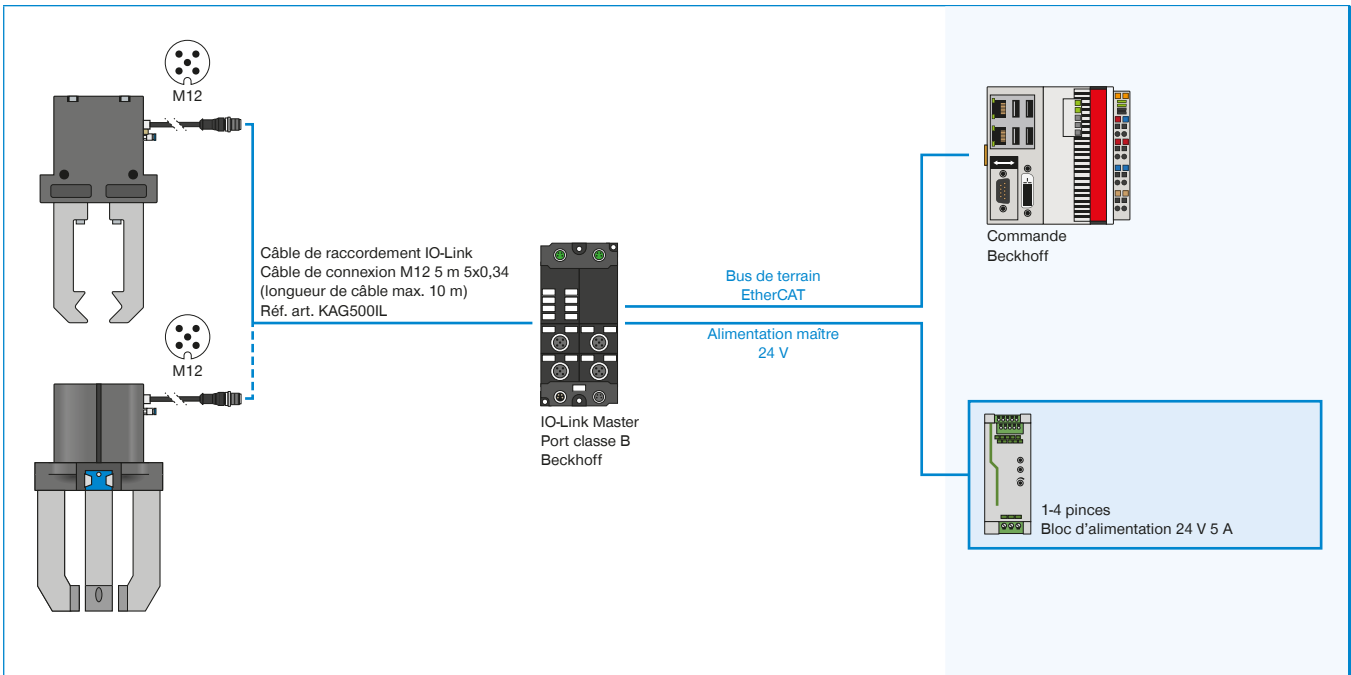 M12
Câble de raccordement IO-Link
Câble de connexion M12 5 m 5x0,34
(longueur de câble max. 10 m)
Réf. art. KAG500IL
M12
IO-Link Master
Port classe B
Beckhoff
Bus de terrain
EtherCAT
Alimentation maître
24 V
Commande
Beckhoff
1-4 pinces
Bloc d'alimentation 24 V 5 A